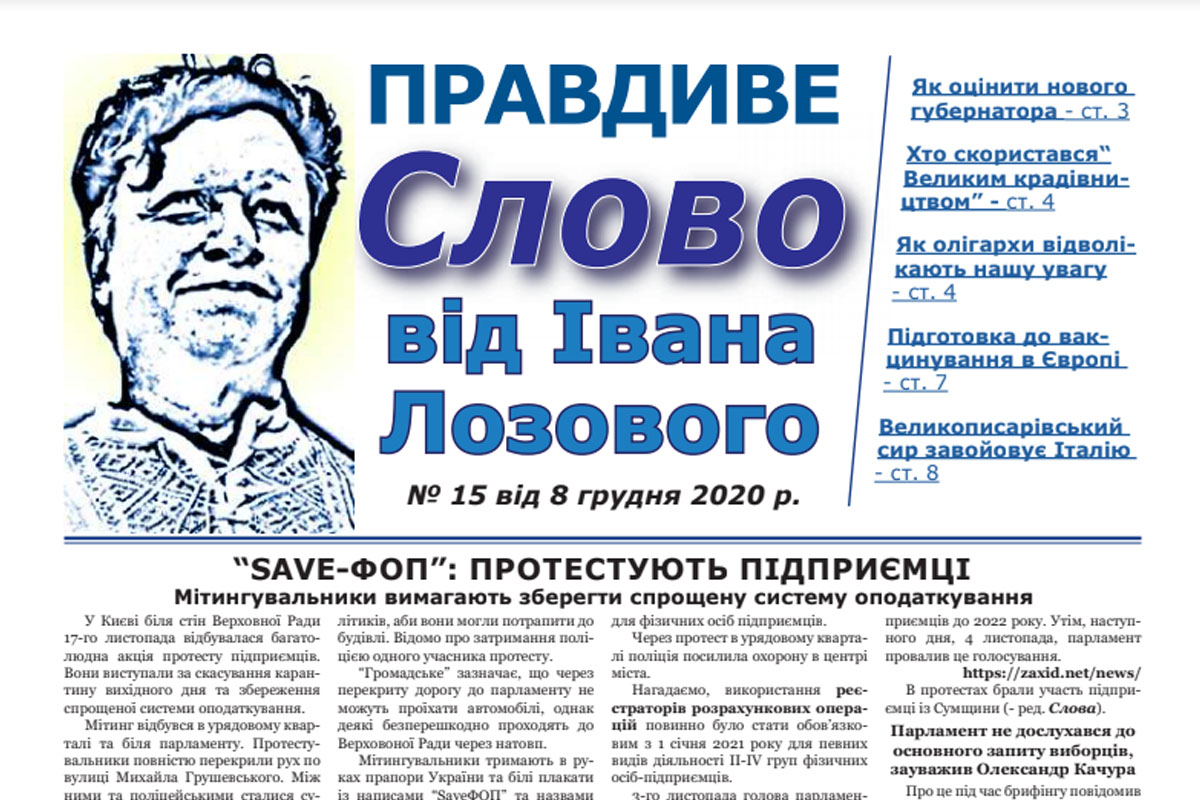 ПРАВДИВЕ
Слово
від Івана
Лозового
№ 15 від 8 грудня 2020 р.
Як оцінити нового
губернатора - ст. 3
Хто скористався“
Великим крадівни-
цтвом” - ст. 4
Як олігархи відволі-
кають нашу увагу
- ст. 4
Підготовка до вак-
цинування в Європі
- ст. 7
Великописарівський
сир завойовує Італію
- ст. 8
“SAVE-ФОП”: ПРОТЕСТУЮТЬ ПІДПРИЄМЦІ
Мітингувальники вимагають зберегти спрощену систему оподаткування
У Києві біля стін Верховної Ради
17-го листопада відбувалася багато-
людна акція протесту підприємців.
Вони виступали за скасування каран-
тину вихідного дня та збереження
спрощеної системи оподаткування.
Мітинг відбувся в урядовому квар-
талі та біля парламенту. Протесту-
вальники повністю перекрили рух по
вулиці Михайла Грушевського. Між
ними та поліцейськими сталися су-
літиків, аби вони могли потрапити до
будівлі. Відомо про затримання полі-
цією одного учасника протесту.
“Громадське” зазначає, що через
перекриту дорогу до парламенту не
можуть проїхати автомобілі, однак
деякі безперешкодно проходять до
Верховоної Ради через натовп.
Мітингувальники тримають в ру-
ках прапори України та білі плакати
із написами “SaveФОП” та назвами
для фізичних осіб підприємців.
Через протест в урядовому кварта-
лі поліція посилила охорону в центрі
міста.
Нагадаємо, використання реє-
страторів розрахункових опера-
цій повинно було стати обов’язко-
вим з 1 січня 2021 року для певних
видів діяльності II-IV груп фізичних
осіб-підприємців.
3-го листопада голова парламен-
приємців до 2022 року. Утім, наступ-
ного дня, 4 листопада, парламент
провалив це голосування.
https://zaxid.net/news/
В протестах брали участь підпри-
ємці із Сумщини (- ред. Слова).
Парламент не дослухався до
основного запиту виборців,
зауважив Олександр Качура
Про це під час брифінгу повідомив